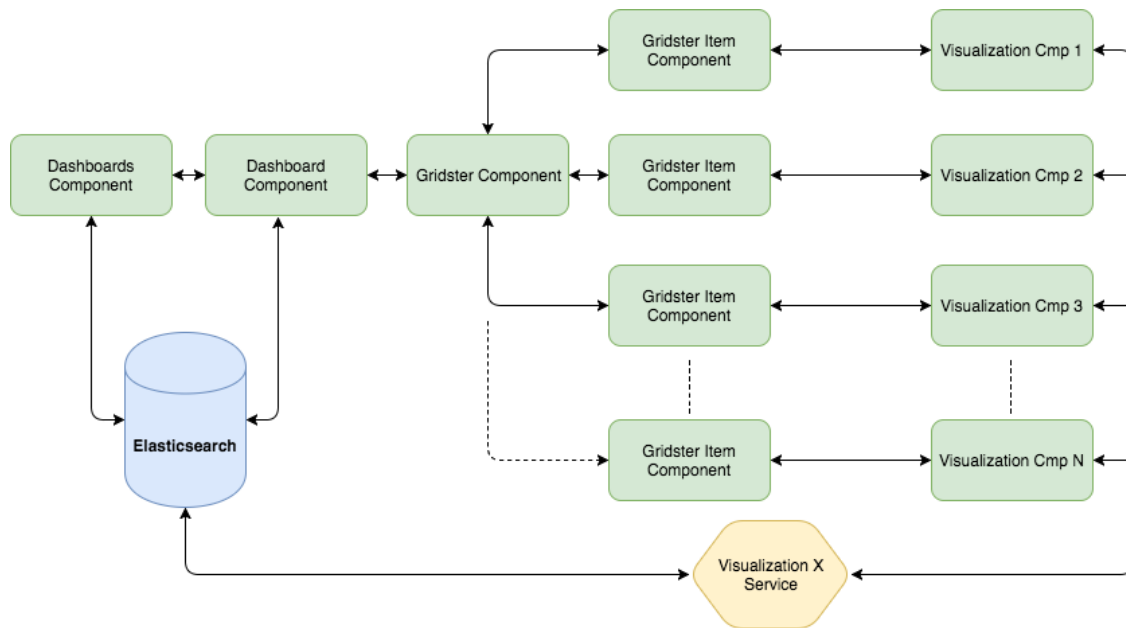 Gridster Item
Component
Visualization Cmp 1
Dashboards
Component
Dashboard
Component
Gridster Component
Gridster Item
Component
Visualization Cmp 2
Gridster Item
Component
Visualization Cmp 3
Elasticsearch
Gridster Item
Component
Visualization Cmp N
Visualization X
Service